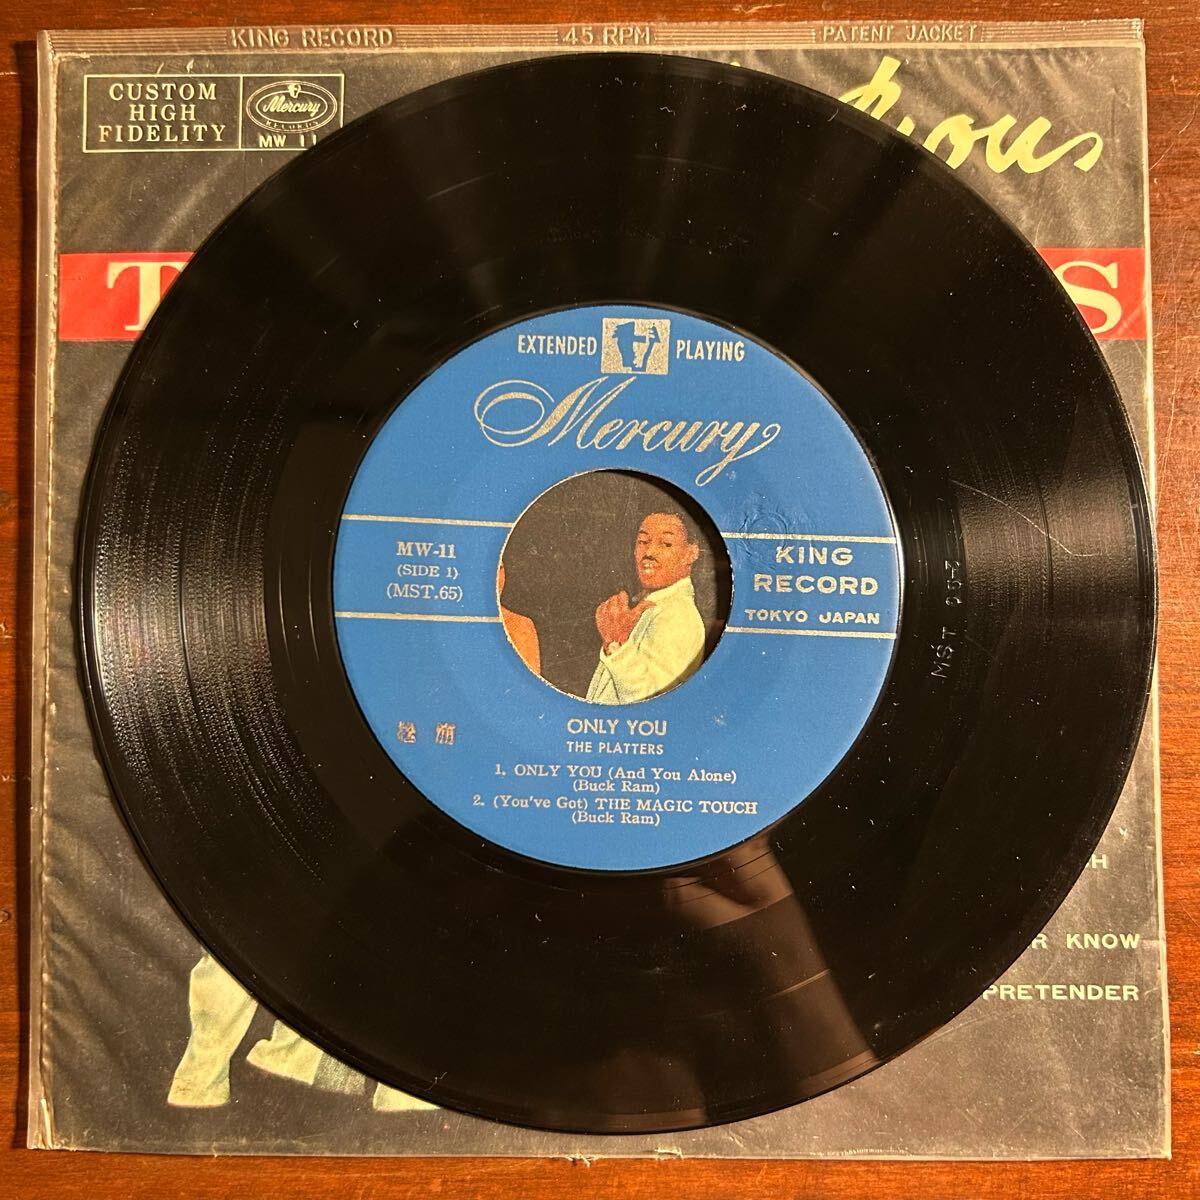 KING RECORD 45 RPM PATENT JACKET
CUSTOM
HIGH
FIDELITY
Mercury
RECORDS
MW 11
T
S
EXTENDED PLAYING
Mercury
MW-11
(SIDE 1)
(MST.65)
KING
RECORD
TOKYO JAPAN
MST
ONLY YOU
THE PLATTERS
1. ONLY YOU (And You Alone)
(Buck Ram)
2. (You've Got) THE MAGIC TOUCH
(Buck Ram)
KNOW
PRETENDER